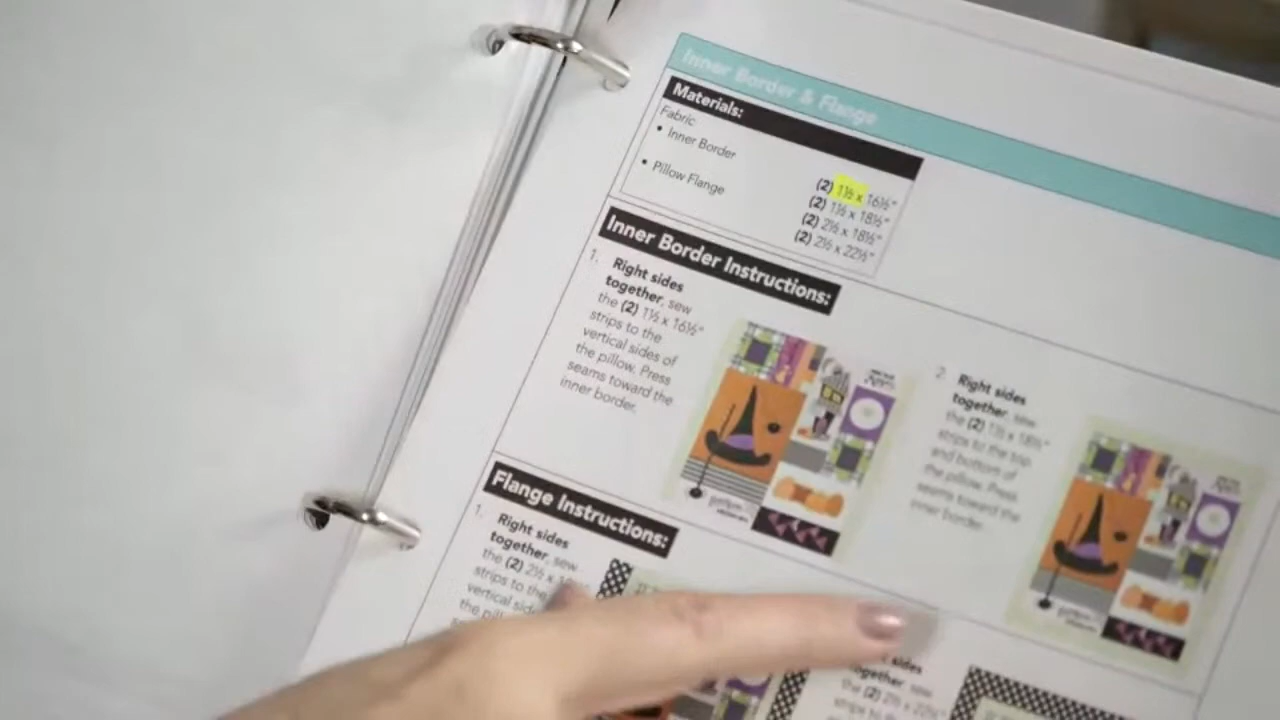 Inner Border & Flange
Materials:
Fabric
• Inner Border
(2) 1½ x 16½"
(2) 1½ x 18½"
• Pillow Flange
(2) 2½ x 18½"
(2) 2½ x 22½"
Inner Border Instructions:
1. Right sides
together, sew
the (2) 1½ x 16½"
strips to the
vertical sides of
the pillow. Press
seams toward the
inner border.
2. Right sides
together, sew
the (2) 1½ x 18½"
strips to the top
and bottom of
the pillow. Press
seams toward the
inner border.
Flange Instructions:
1. Right sides
together, sew
the (2) 2½ x
strips to the
vertical
the
sides
together, sew
the (2) 2½ x 22½"
strips to